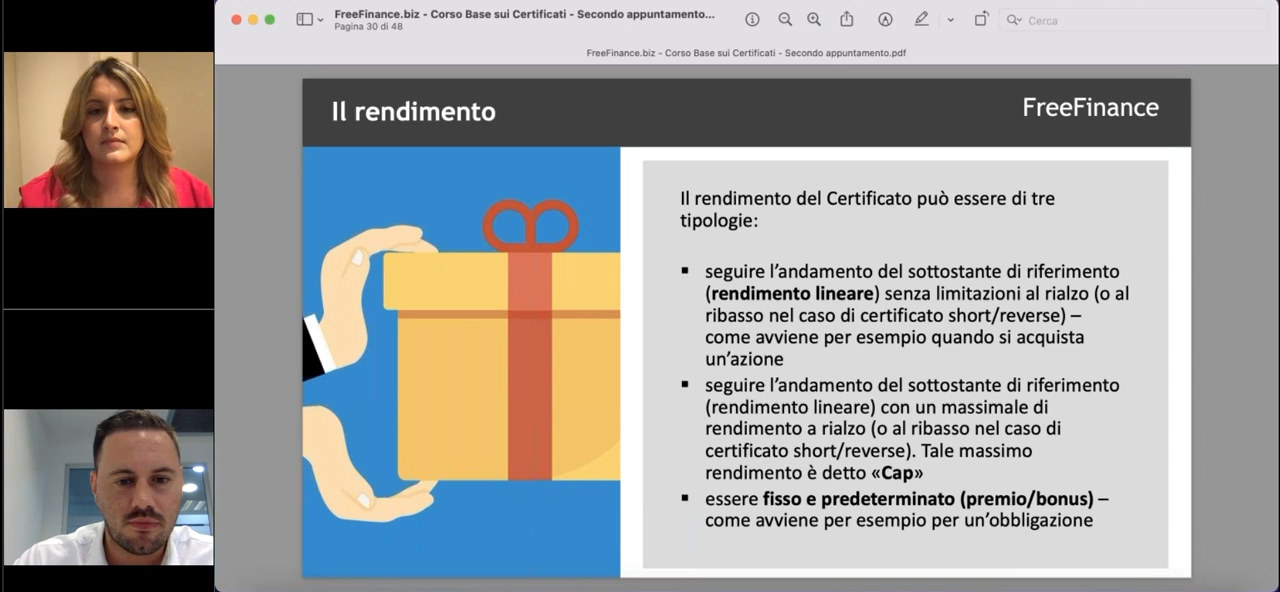 FreeFinance.biz - Corso Base sui Certificati - Secondo appuntamento...
Pagina 30 di 48
Cerca
FreeFinance.biz - Corso Base sui Certificati - Secondo appuntamento.pdf
Il rendimento
FreeFinance
Il rendimento del Certificato può essere di tre
tipologie:
▪ seguire l’andamento del sottostante di riferimento
(rendimento lineare) senza limitazioni al rialzo (o al
ribasso nel caso di certificato short/reverse) –
come avviene per esempio quando si acquista
un’azione
▪ seguire l’andamento del sottostante di riferimento
(rendimento lineare) con un massimale di
rendimento a rialzo (o al ribasso nel caso di
certificato short/reverse). Tale massimo
rendimento è detto «Cap»
▪ essere fisso e predeterminato (premio/bonus) –
come avviene per esempio per un’obbligazione